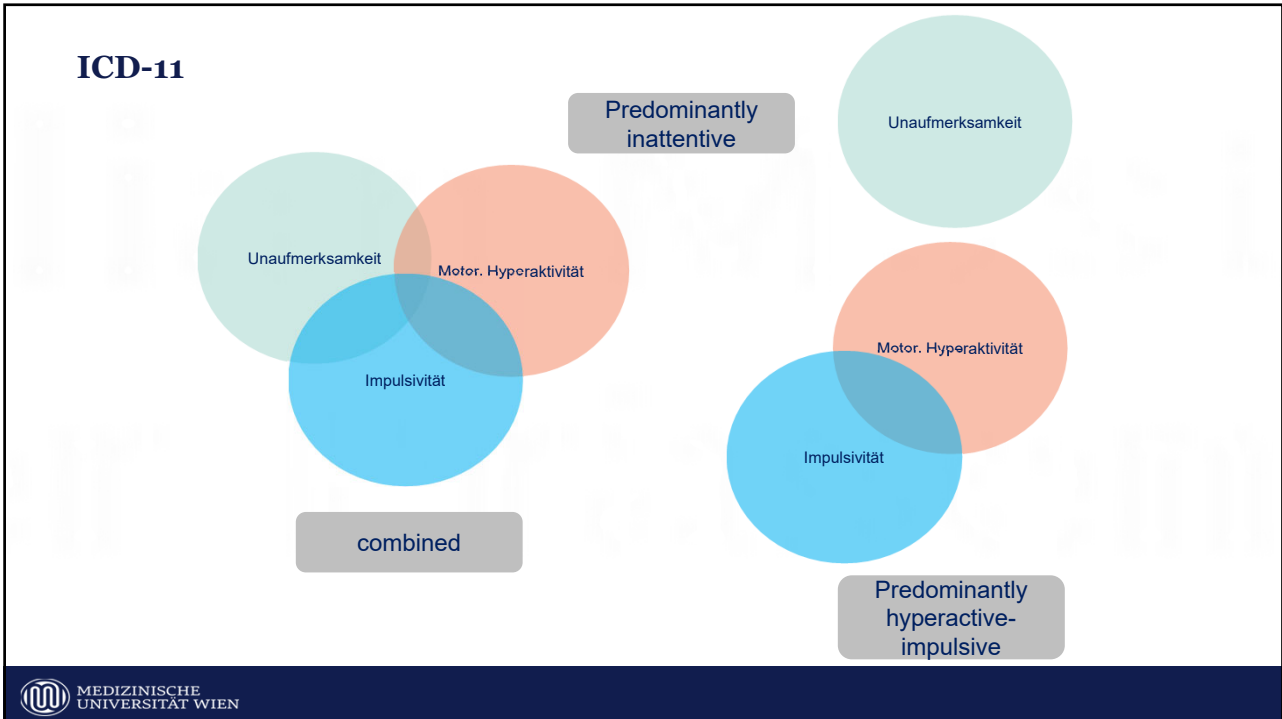 ICD-11
Unaufmerksamkeit
Motor. Hyperaktivität
Impulsivität
combined
Predominantly
inattentive
Unaufmerksamkeit
Motor. Hyperaktivität
Impulsivität
Predominantly
hyperactive-
impulsive
MEDIZINISCHE
UNIVERSITÄT WIEN